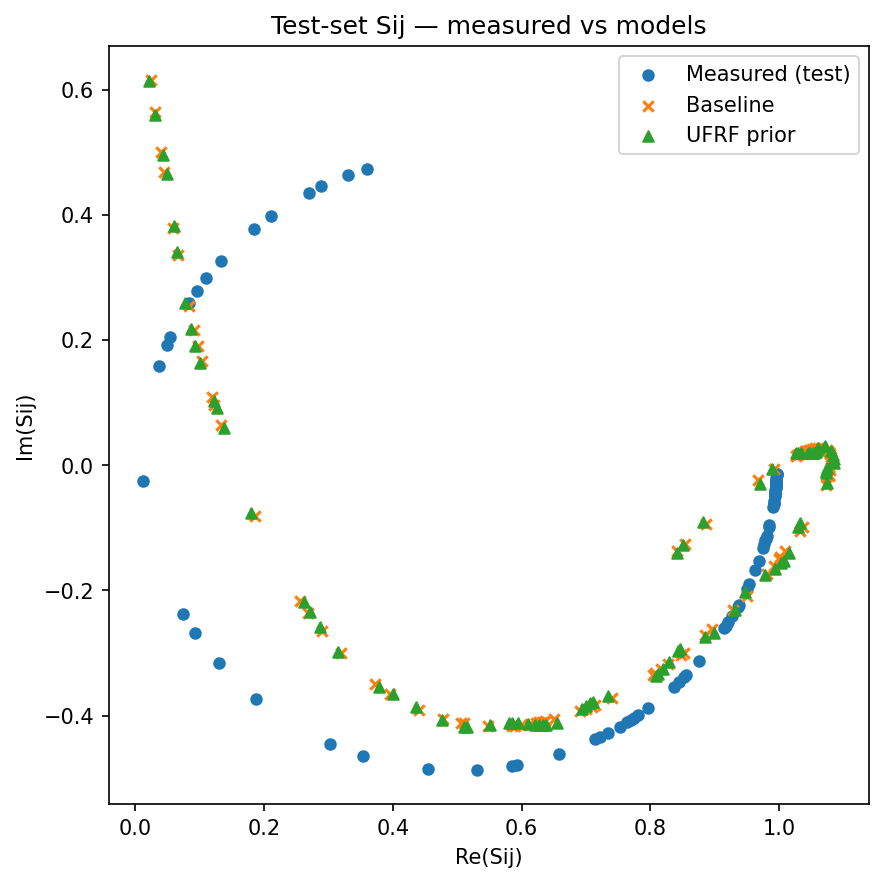 Test-set Sij — measured vs models
Measured (test)
Baseline
UFRF prior
Im(Sij)
0.6
0.4
0.2
0.0
−0.2
−0.4
0.0 0.2 0.4 0.6 0.8 1.0
Re(Sij)